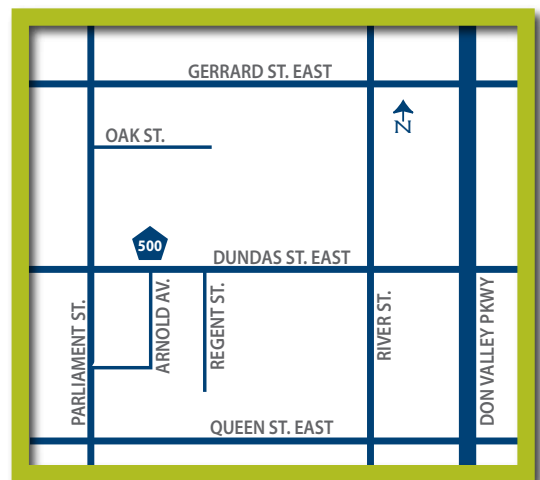 GERRARD ST. EAST
N
OAK ST.
500
DUNDAS ST. EAST
PARLIAMENT ST.
ARNOLD AV.
REGENT ST.
RIVER ST.
DON VALLEY PKWY
QUEEN ST. EAST